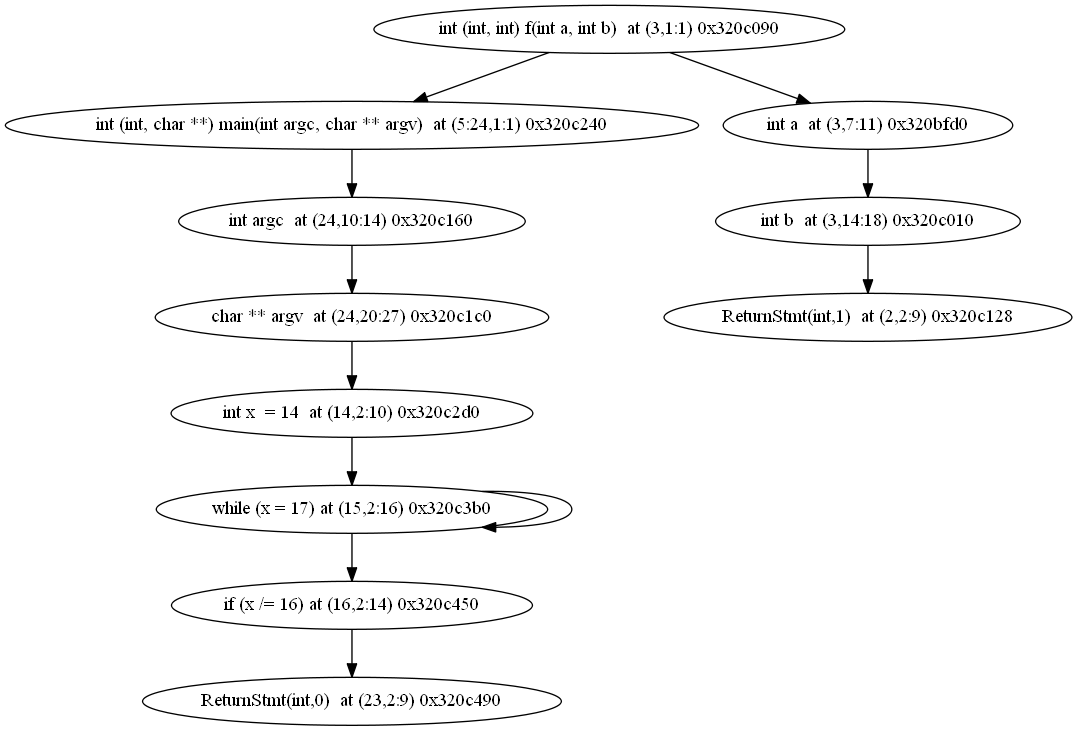 int (int, int) f(int a, int b)  at (3,1:1) 0x320c090
int (int, char **) main(int argc, char ** argv)  at (5:24,1:1) 0x320c240
int a  at (3,7:11) 0x320bfd0
int argc  at (24,10:14) 0x320c160
int b  at (3,14:18) 0x320c010
char ** argv  at (24,20:27) 0x320c1c0
ReturnStmt(int,1)  at (2,2:9) 0x320c128
int x  = 14  at (14,2:10) 0x320c2d0
while (x = 17) at (15,2:16) 0x320c3b0
if (x /= 16) at (16,2:14) 0x320c450
ReturnStmt(int,0)  at (23,2:9) 0x320c490